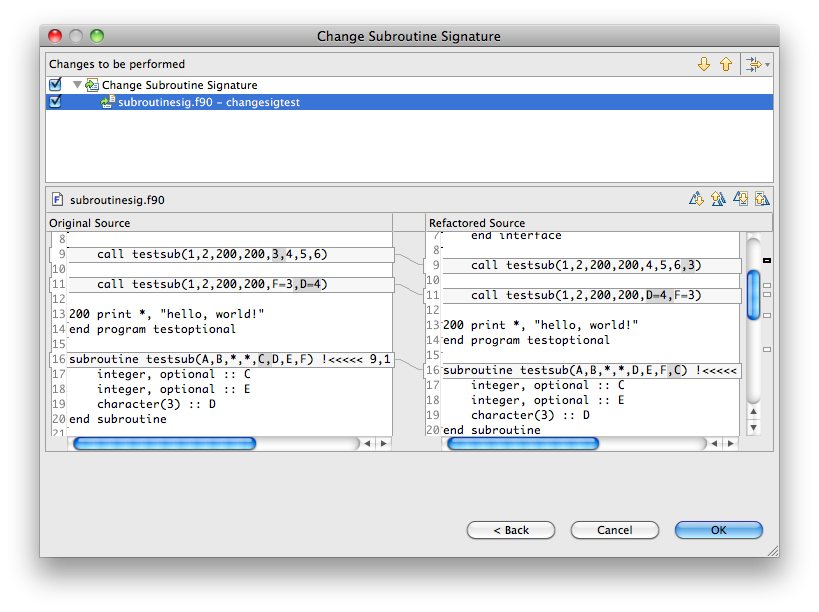 Change Subroutine Signature
Changes to be performed
Change Subroutine Signature
subroutinesig.f90 – changesigtest
F subroutinesig.f90
Original Source
8
9 call testsub(1,2,200,200,3,4,5,6)
10
11 call testsub(1,2,200,200,F=3,D=4)
12
13 200 print *, "hello, world!"
14 end program testoptional
15
16 subroutine testsub(A,B,*,*,C,D,E,F) !<<<<< 9,1
17 integer, optional :: C
18 integer, optional :: E
19 character(3) :: D
20 end subroutine
21
Refactored Source
7 end interface
8
9 call testsub(1,2,200,200,4,5,6,3)
10
11 call testsub(1,2,200,200,D=4,F=3)
12
13 200 print *, "hello, world!"
14 end program testoptional
15
16 subroutine testsub(A,B,*,*,D,E,F,C) !<<<<<
17 integer, optional :: C
18 integer, optional :: E
19 character(3) :: D
20 end subroutine
< Back
Cancel
OK